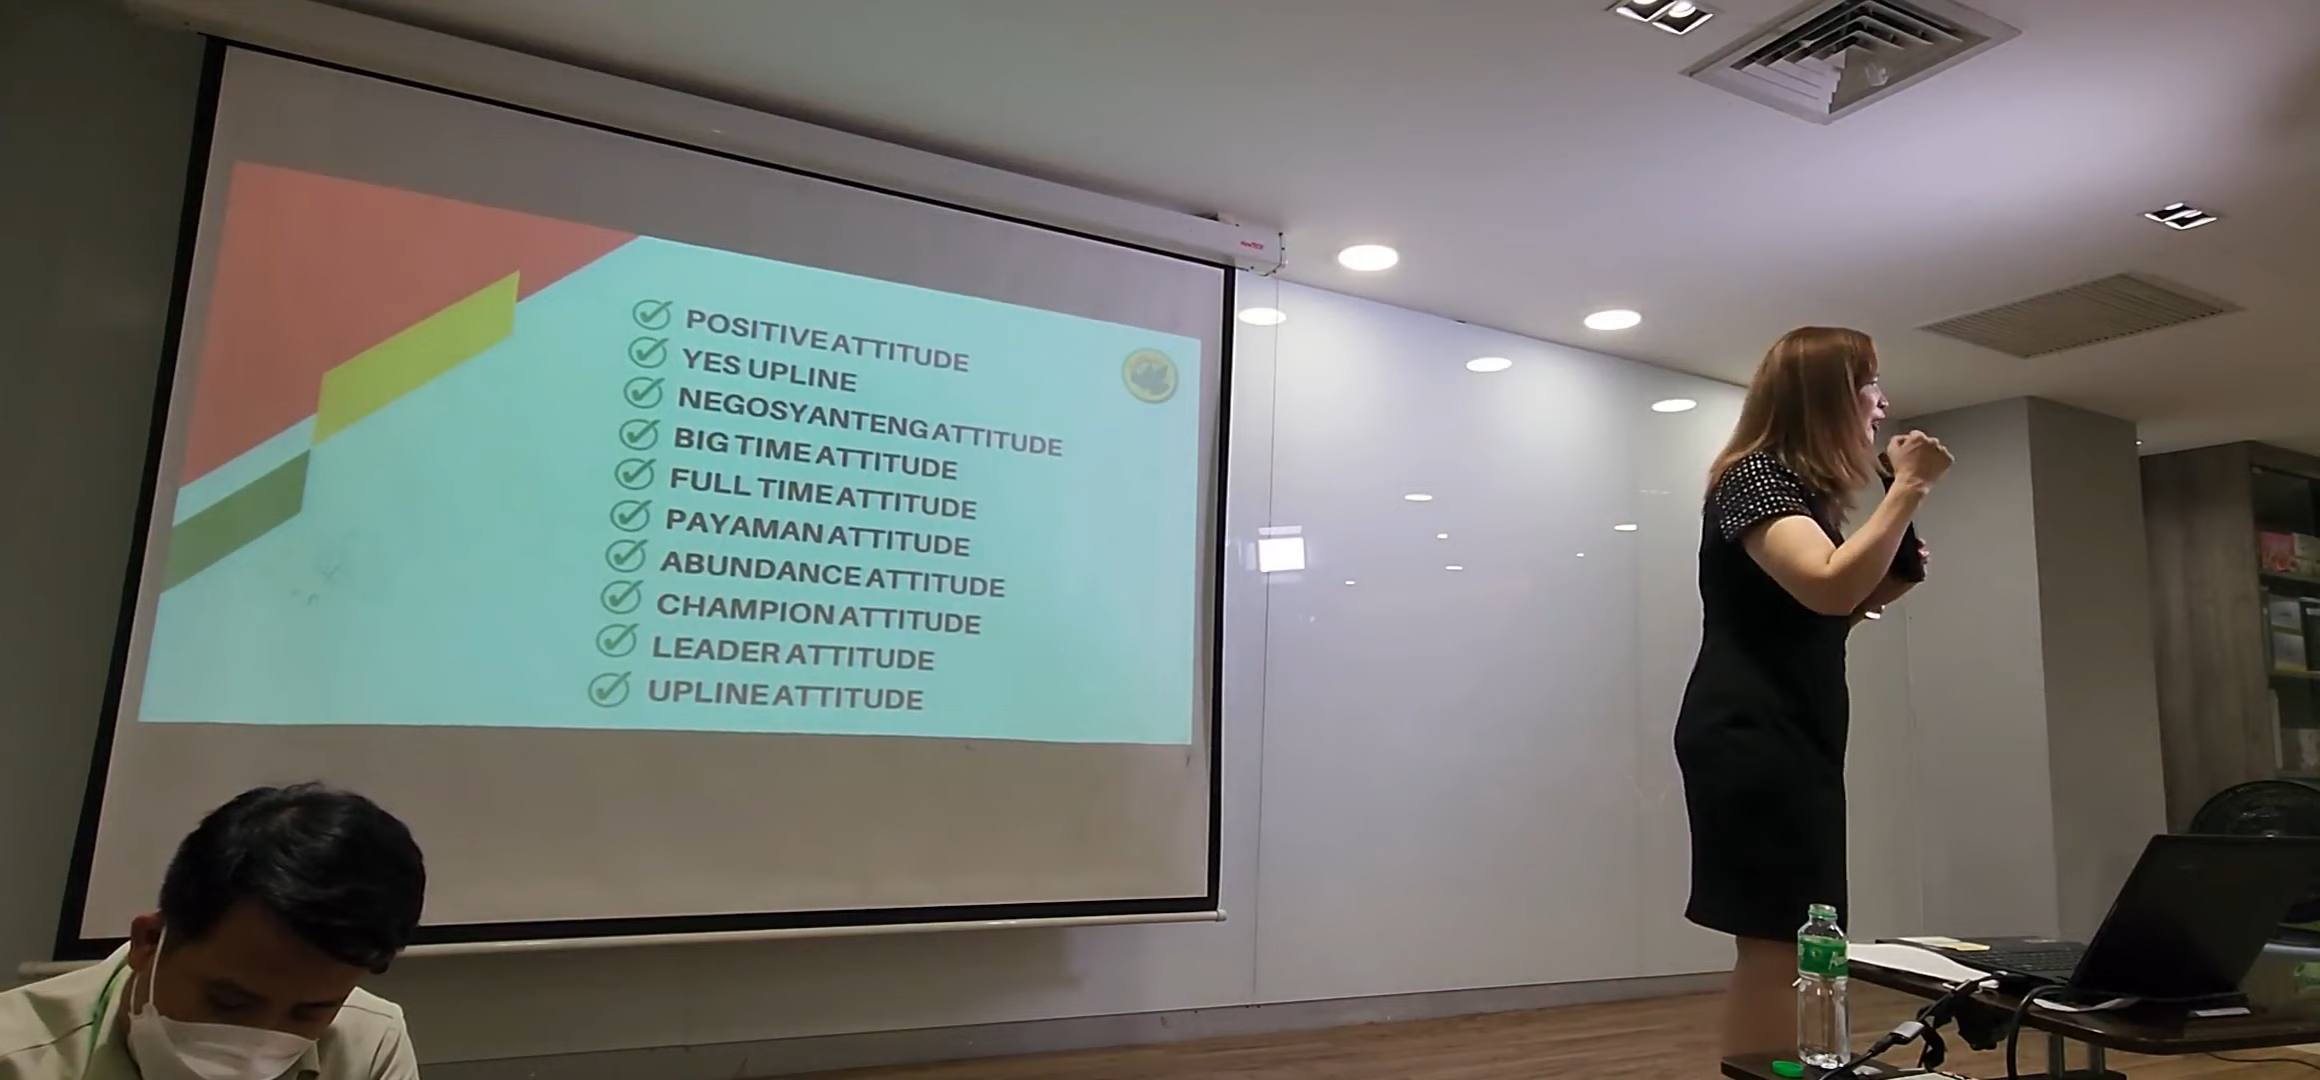 POSITIVE ATTITUDE
YES UPLINE
NEGOSYANTENG ATTITUDE
BIG TIME ATTITUDE
FULL TIME ATTITUDE
PAYAMAN ATTITUDE
ABUNDANCE ATTITUDE
CHAMPION ATTITUDE
LEADER ATTITUDE
UPLINE ATTITUDE